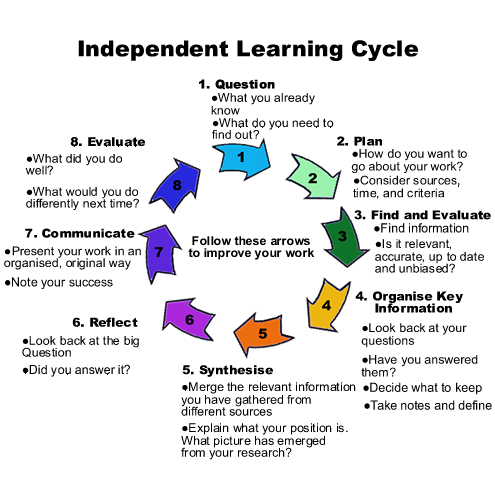 Independent Learning Cycle
1. Question
●What you already
know
●What do you need to
find out?
1
2. Plan
●How do you want to
go about your work?
●Consider sources,
time, and criteria
2
3. Find and Evaluate
●Find information
●Is it relevant,
accurate, up to date
and unbiased?
3
4. Organise Key
Information
●Look back at your
questions
●Have you answered
them?
●Decide what to keep
●Take notes and define
4
5
5. Synthesise
●Merge the relevant information
you have gathered from
different sources
●Explain what your position is.
What picture has emerged
from your research?
6
6. Reflect
●Look back at the big
Question
●Did you answer it?
7. Communicate
●Present your work in an
organised, original way
●Note your success
7
8. Evaluate
●What did you do
well?
●What would you do
differently next time?
8
Follow these arrows
to improve your work